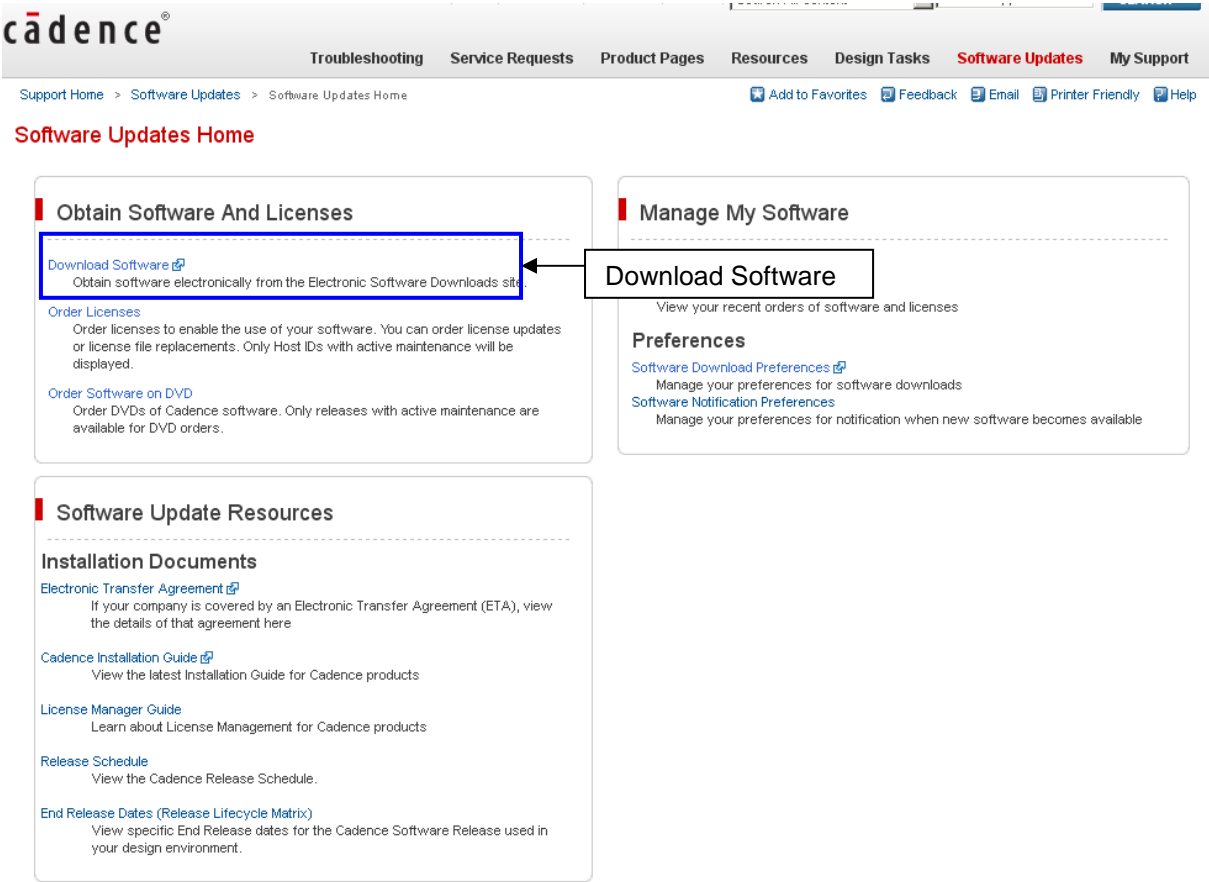 cādence®
Troubleshooting Service Requests Product Pages Resources Design Tasks Software Updates My Support
Support Home > Software Updates > Software Updates Home
Add to Favorites Feedback Email Printer Friendly Help
Software Updates Home
Obtain Software And Licenses
Download Software
Obtain software electronically from the Electronic Software Downloads site.
Order Licenses
Order licenses to enable the use of your software. You can order license updates
or license file replacements. Only Host IDs with active maintenance will be
displayed.
Order Software on DVD
Order DVDs of Cadence software. Only releases with active maintenance are
available for DVD orders.
Manage My Software
Download Software
View your recent orders of software and licenses
Preferences
Software Download Preferences
Manage your preferences for software downloads
Software Notification Preferences
Manage your preferences for notification when new software becomes available
Software Update Resources
Installation Documents
Electronic Transfer Agreement
If your company is covered by an Electronic Transfer Agreement (ETA), view
the details of that agreement here
Cadence Installation Guide
View the latest Installation Guide for Cadence products
License Manager Guide
Learn about License Management for Cadence products
Release Schedule
View the Cadence Release Schedule.
End Release Dates (Release Lifecycle Matrix)
View specific End Release dates for the Cadence Software Release used in
your design environment.